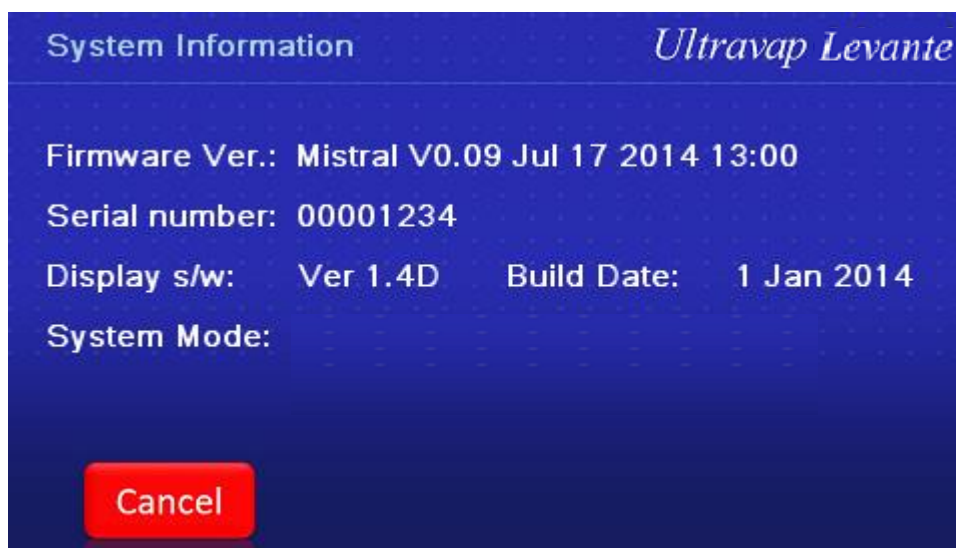 System Information Ultravap Levante
Firmware Ver.: Mistral V0.09 Jul 17 2014 13:00
Serial number: 00001234
Display s/w: Ver 1.4D Build Date: 1 Jan 2014
System Mode:
Cancel